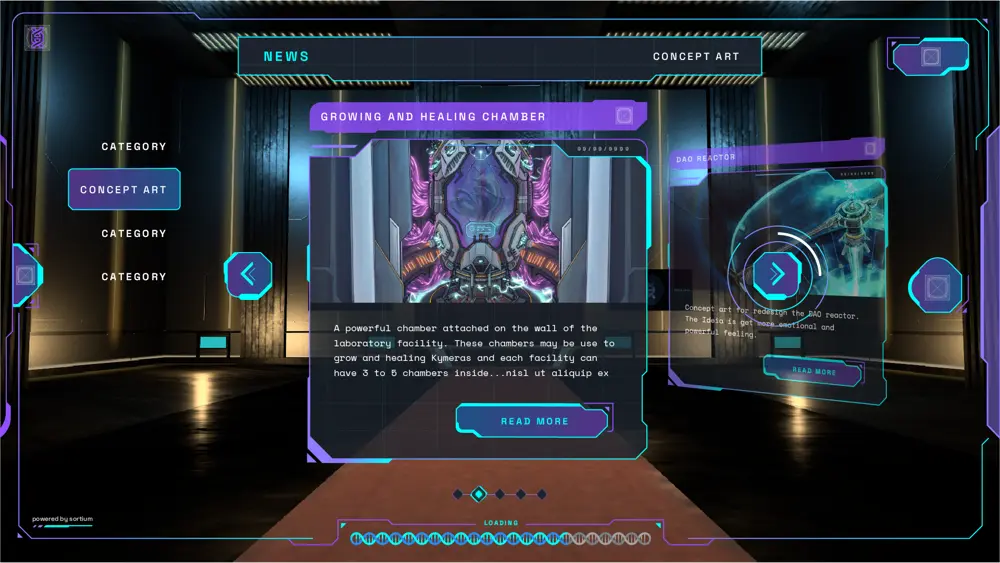 NEWS
CONCEPT ART
CATEGORY
CONCEPT ART
CATEGORY
CATEGORY
GROWING AND HEALING CHAMBER
A powerful chamber attached on the wall of the
laboratory facility. These chambers may be use to
grow and healing Kymeras and each facility can
have 3 to 5 chambers inside...nisl ut aliquip ex
READ MORE
DAO REACTOR
Concept art for redesign the DAO reactor.
The Ideia is get more emotional and
powerful feeling.
READ MORE
powered by sortium
LOADING